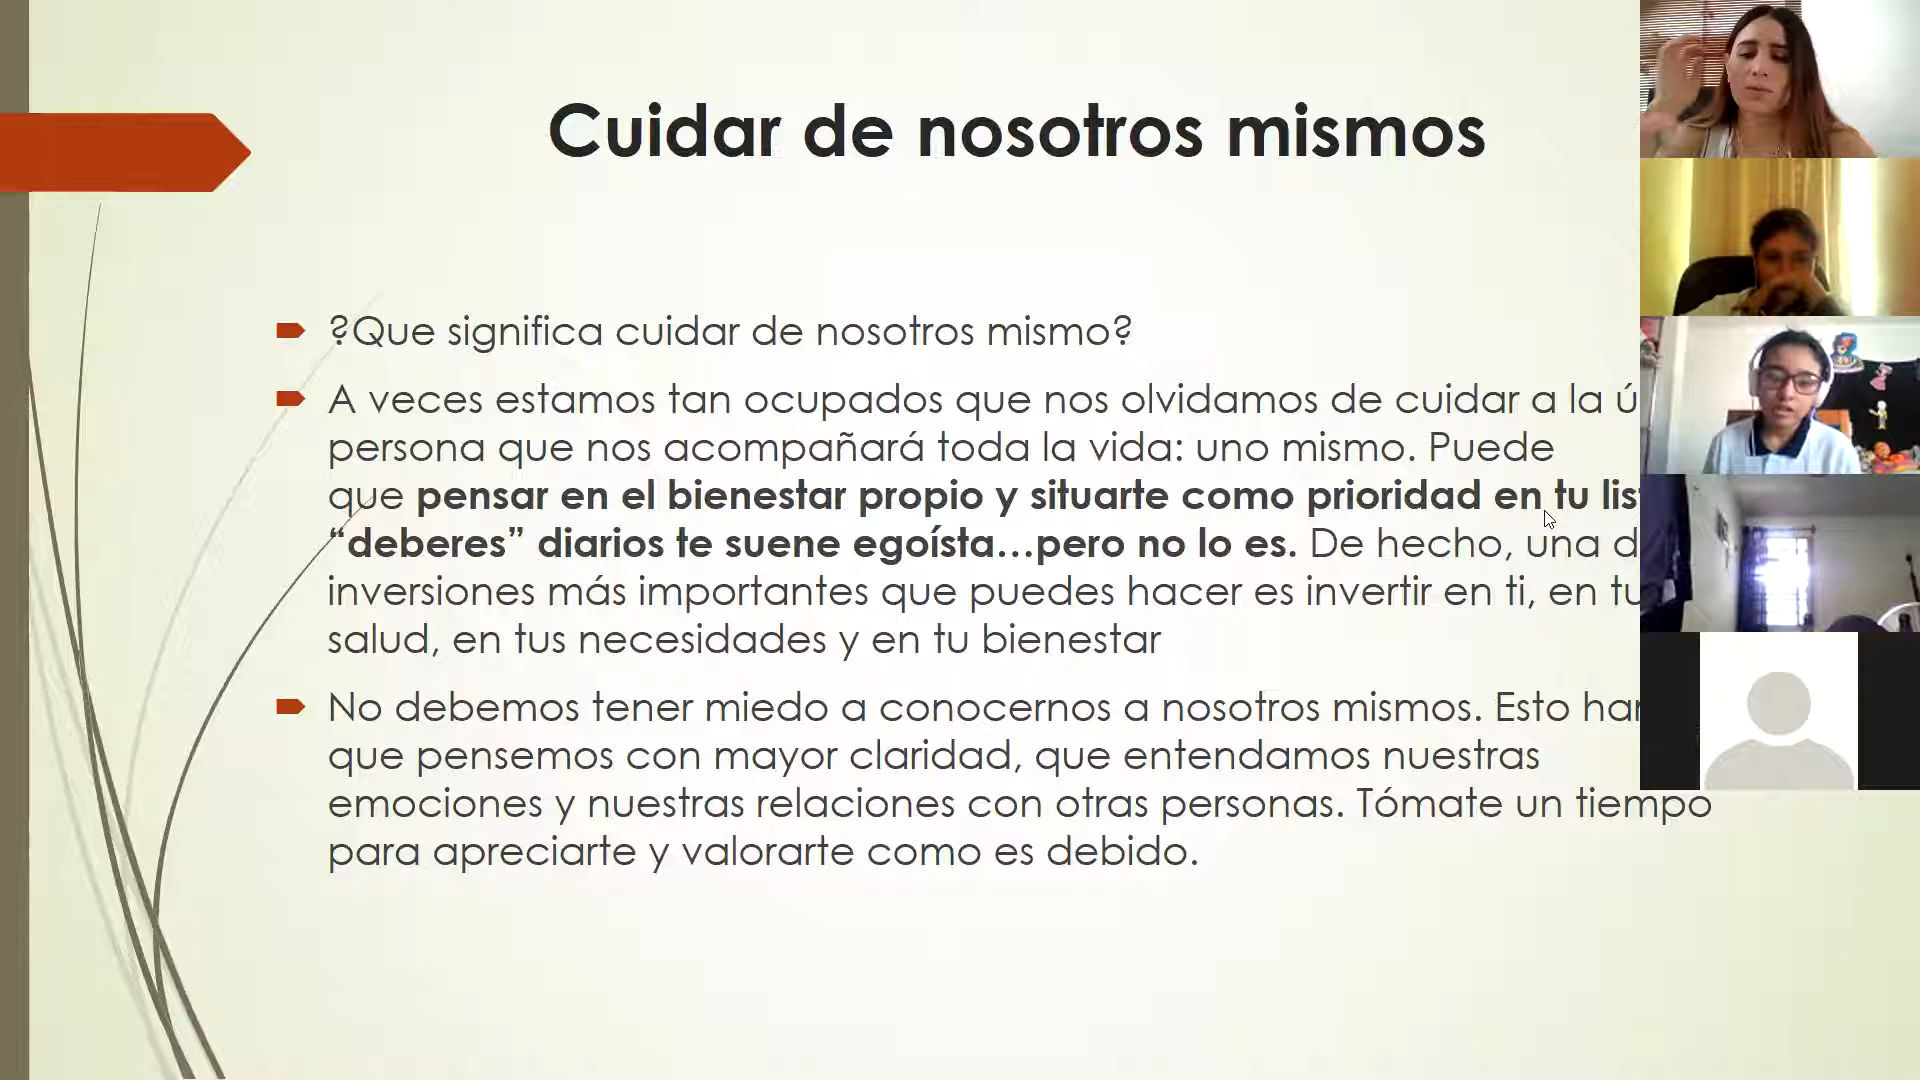 Cuidar de nosotros mismos
?Que significa cuidar de nosotros mismo?
A veces estamos tan ocupados que nos olvidamos de cuidar a la
persona que nos acompañará toda la vida: uno mismo. Puede
que pensar en el bienestar propio y situarte como prioridad en tu
“deberes” diarios te suene egoísta...pero no lo es. De hecho, una
inversiones más importantes que puedes hacer es invertir en ti, en
salud, en tus necesidades y en tu bienestar
No debemos tener miedo a conocernos a nosotros mismos. Esto
que pensemos con mayor claridad, que entendamos nuestras
emociones y nuestras relaciones con otras personas. Tómate un tiempo
para apreciarte y valorarte como es debido.